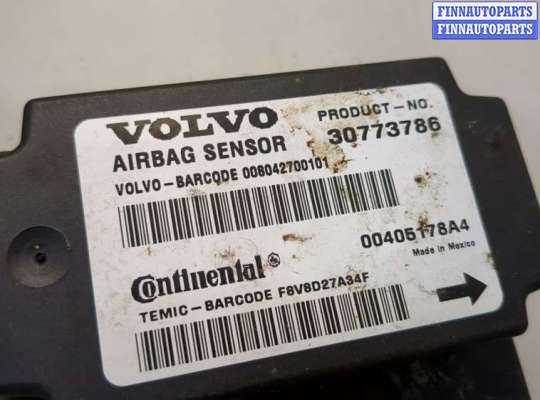 FINNAUTOPARTS
FINNAUTOPARTS
VOLVO
PRODUCT-NO.
AIRBAG SENSOR 30773786
VOLVO-BARCODE 008042700101
00405178A4
Made in Mexico
Continental®
TEMIC-BARCODE F8V8D27A34F